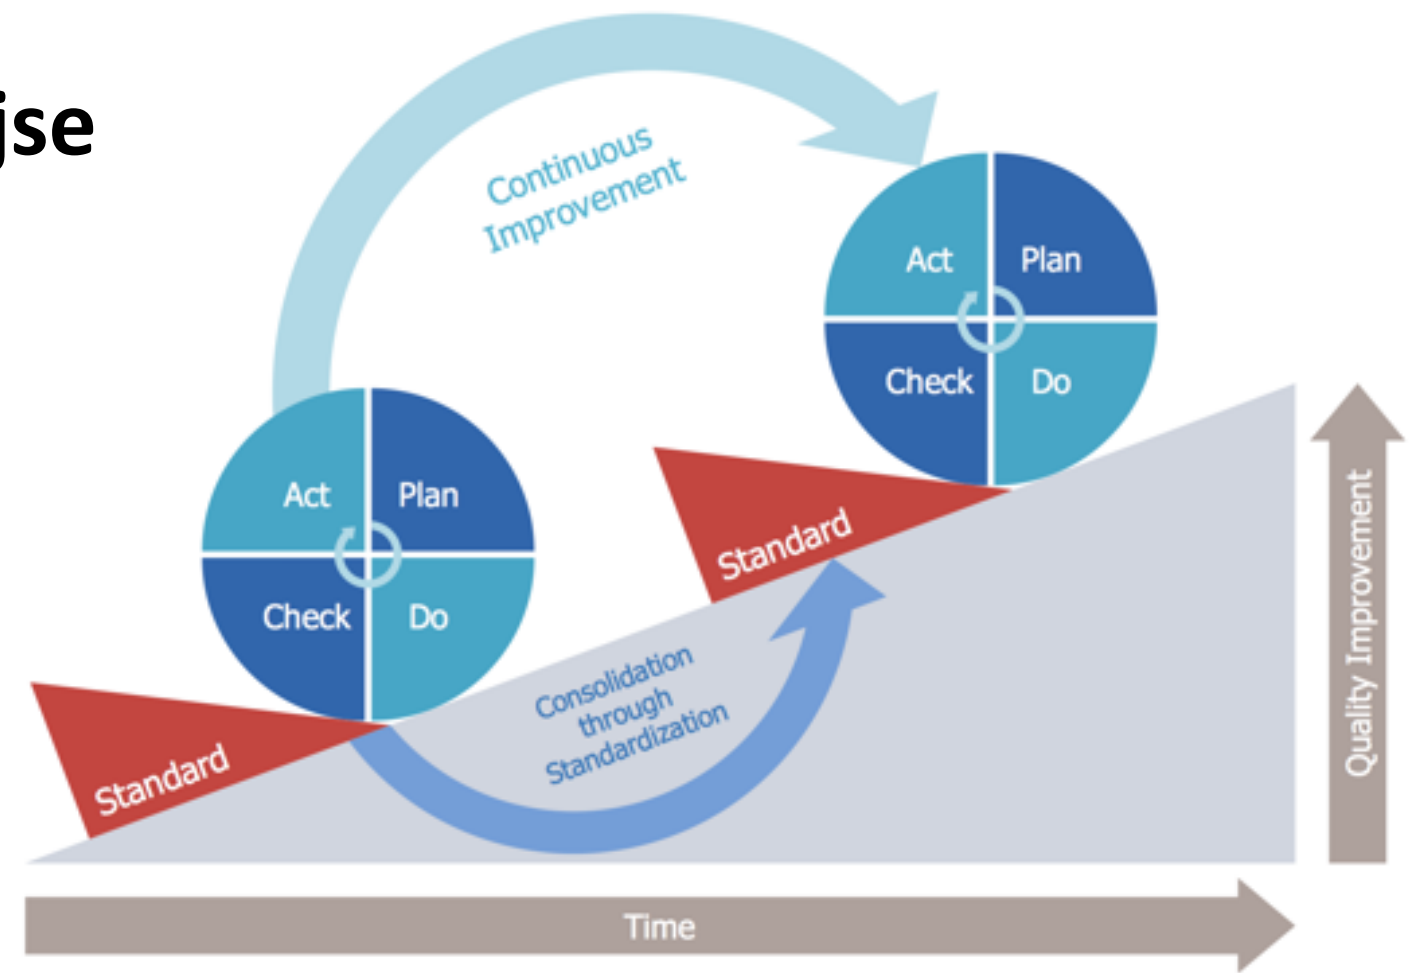 jse
Continuous
Improvement
Act
Plan
Check
Do
Act
Plan
Check
Do
Standard
Standard
Consolidation
through
Standardization
Quality Improvement
Time